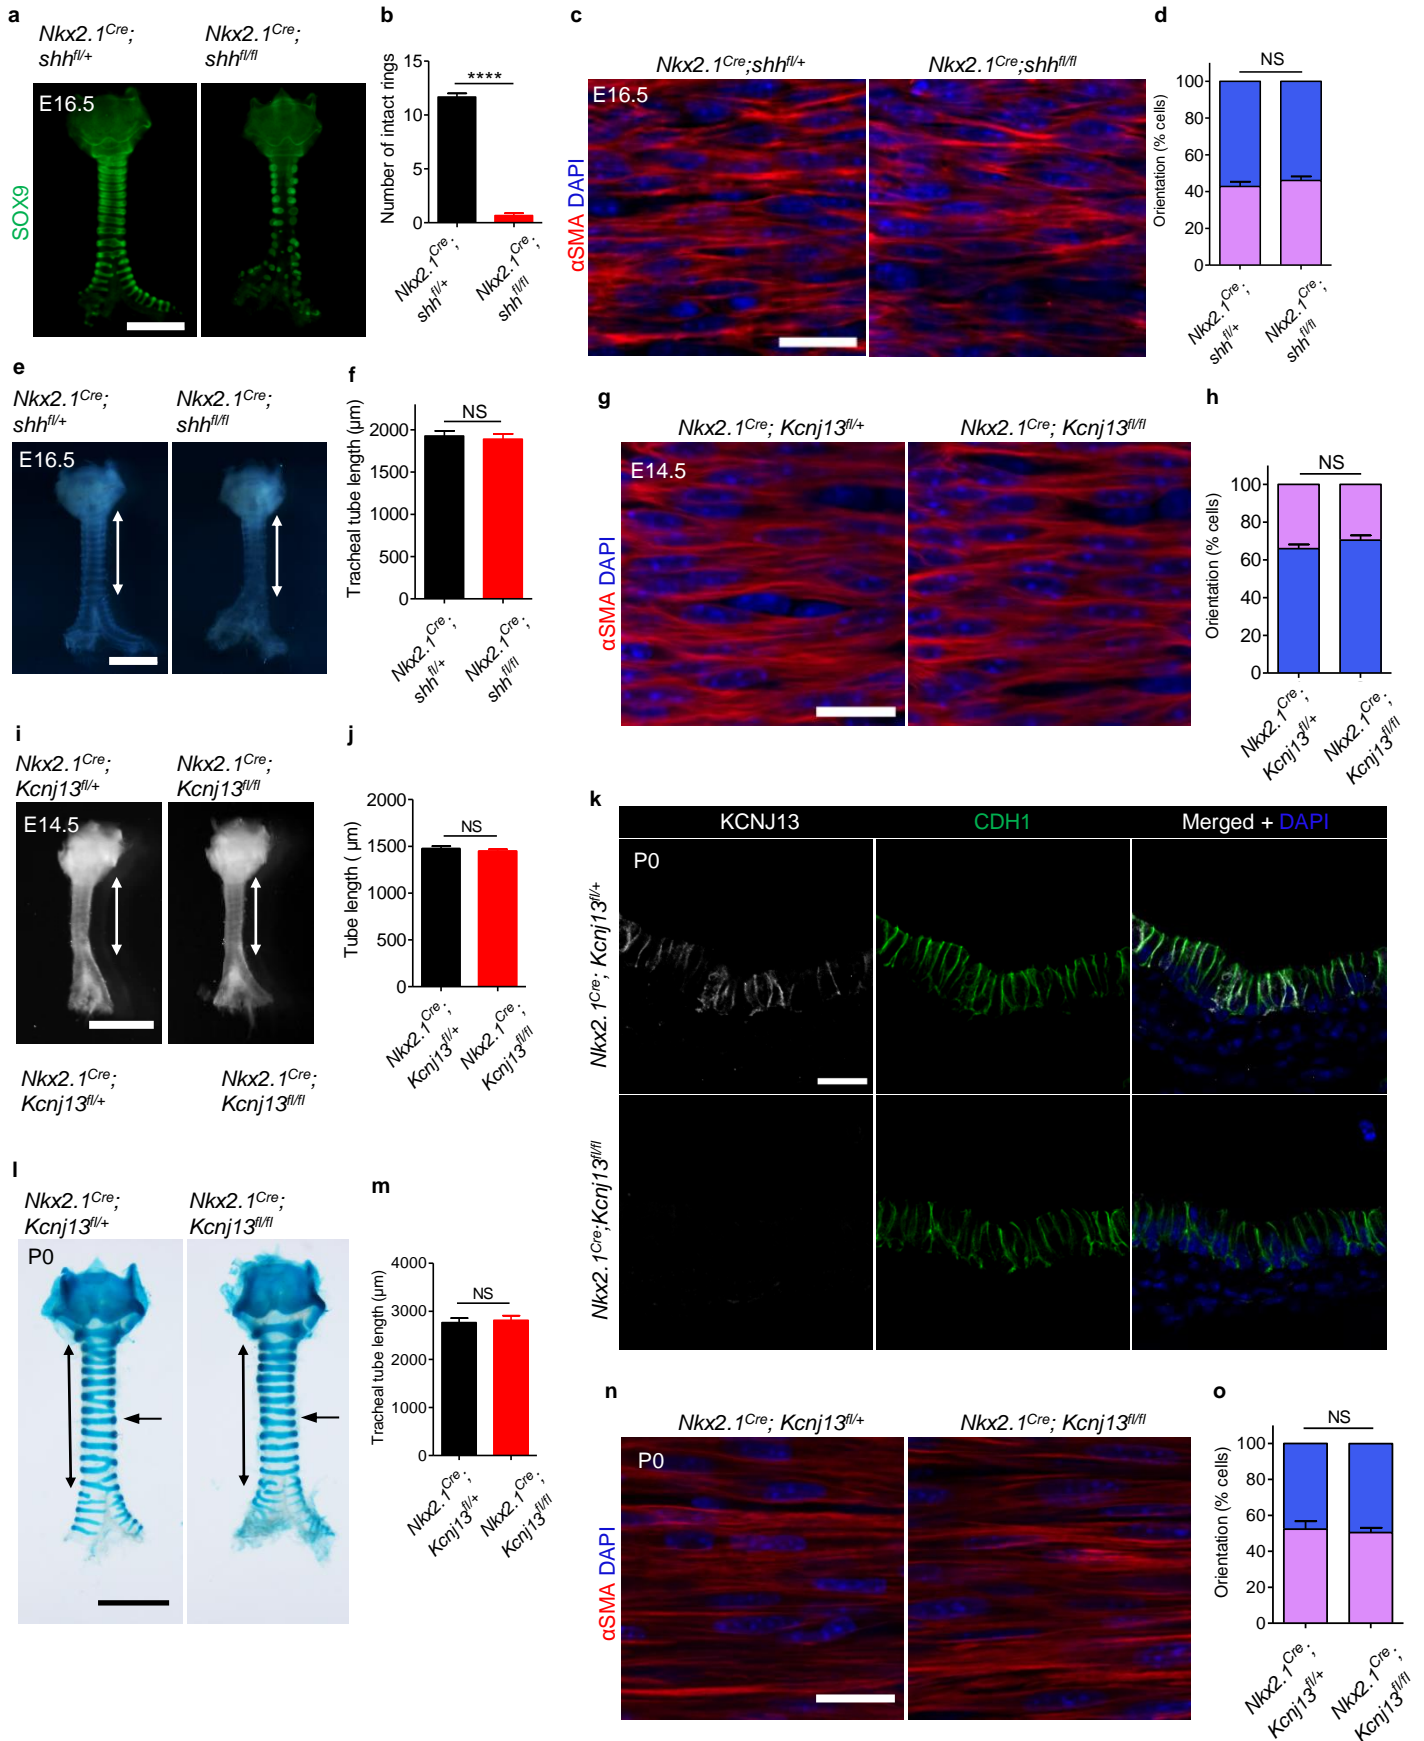 a
Nkx2.1Cre;
shhfl/+
Nkx2.1Cre;
shhfl/fl
E16.5
SOX9
b
Number of intact rings
15
10
5
0
****
Nkx2.1Cre;
shhfl/+
Nkx2.1Cre;
shhfl/fl
c
Nkx2.1Cre;shhfl/+
Nkx2.1Cre;shhfl/fl
E16.5
αSMA DAPI
d
NS
Orientation (% cells)
100
80
60
40
20
0
Nkx2.1Cre;
shhfl/+
Nkx2.1Cre;
shhfl/fl
e
Nkx2.1Cre;
shhfl/+
Nkx2.1Cre;
shhfl/fl
E16.5
f
NS
Tracheal tube length (μm)
2000
1500
1000
500
0
Nkx2.1Cre;
shhfl/+
Nkx2.1Cre;
shhfl/fl
g
Nkx2.1Cre; Kcnj13fl/+
Nkx2.1Cre; Kcnj13fl/fl
E14.5
αSMA DAPI
h
NS
Orientation (% cells)
100
80
60
40
20
0
Nkx2.1Cre;
Kcnj13fl/+
Nkx2.1Cre;
Kcnj13fl/fl
i
Nkx2.1Cre;
Kcnj13fl/+
Nkx2.1Cre;
Kcnj13fl/fl
E14.5
Nkx2.1Cre;
Kcnj13fl/+
Nkx2.1Cre;
Kcnj13fl/fl
j
NS
Tube length ( μm)
2000
1500
1000
500
0
Nkx2.1Cre;
Kcnj13fl/+
Nkx2.1Cre;
Kcnj13fl/fl
k
KCNJ13
CDH1
Merged + DAPI
P0
Nkx2.1Cre; Kcnj13fl/+
Nkx2.1Cre;Kcnj13fl/fl
l
Nkx2.1Cre;
Kcnj13fl/+
Nkx2.1Cre;
Kcnj13fl/fl
P0
m
NS
Tracheal tube length (μm)
4000
3000
2000
1000
0
Nkx2.1Cre;
Kcnj13fl/+
Nkx2.1Cre;
Kcnj13fl/fl
n
Nkx2.1Cre; Kcnj13fl/+
Nkx2.1Cre; Kcnj13fl/fl
P0
αSMA DAPI
o
NS
Orientation (% cells)
100
80
60
40
20
0
Nkx2.1Cre;
Kcnj13fl/+
Nkx2.1Cre;
Kcnj13fl/fl